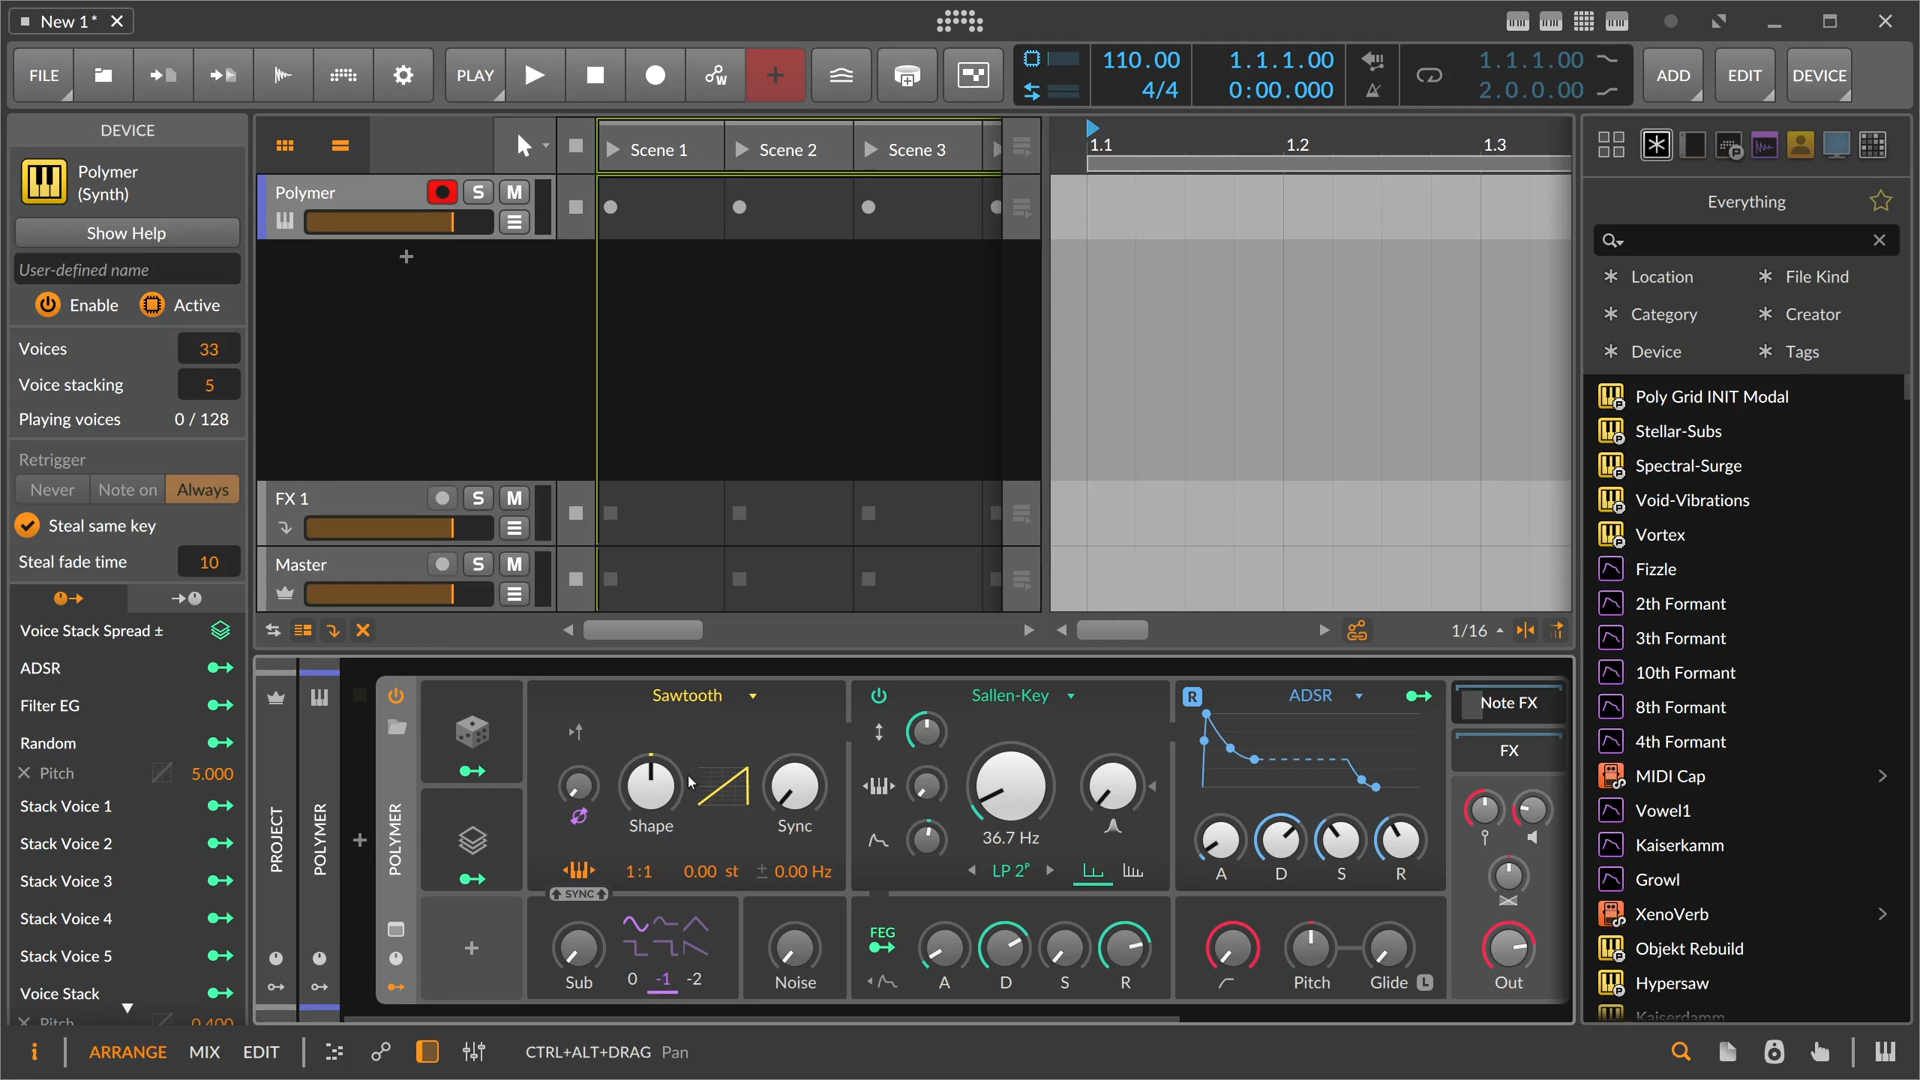 New 1*
FILE
PLAY
110.00
4/4
1.1.1.00
0:00.000
1.1.1.00
2.0.0.00
ADD
EDIT
DEVICE
DEVICE
Polymer
(Synth)
Show Help
User-defined name
Enable
Active
Voices
33
Voice stacking
5
Playing voices
0 / 128
Retrigger
Never
Note on
Always
Steal same key
Steal fade time
10
Voice Stack Spread ±
ADSR
Filter EG
Random
Pitch
5.000
Stack Voice 1
Stack Voice 2
Stack Voice 3
Stack Voice 4
Stack Voice 5
Voice Stack
Pitch
0.400
Scene 1
Scene 2
Scene 3
Polymer
S
M
FX 1
S
M
Master
S
M
1.1
1.2
1.3
1/16
PROJECT
POLYMER
POLYMER
Sawtooth
Shape
Sync
1:1
0.00 st
± 0.00 Hz
SYNC
Sub
0
-1
-2
Noise
Sallen-Key
36.7 Hz
LP 2ᴾ
FEG
A
D
S
R
R
ADSR
A
D
S
R
Pitch
Glide
L
Note FX
FX
Out
Everything
Location
File Kind
Category
Creator
Device
Tags
Poly Grid INIT Modal
Stellar-Subs
Spectral-Surge
Void-Vibrations
Vortex
Fizzle
2th Formant
3th Formant
10th Formant
8th Formant
4th Formant
MIDI Cap
Vowel1
Kaiserkamm
Growl
XenoVerb
Objekt Rebuild
Hypersaw
Kaiserdamm
i
ARRANGE
MIX
EDIT
CTRL+ALT+DRAG Pan